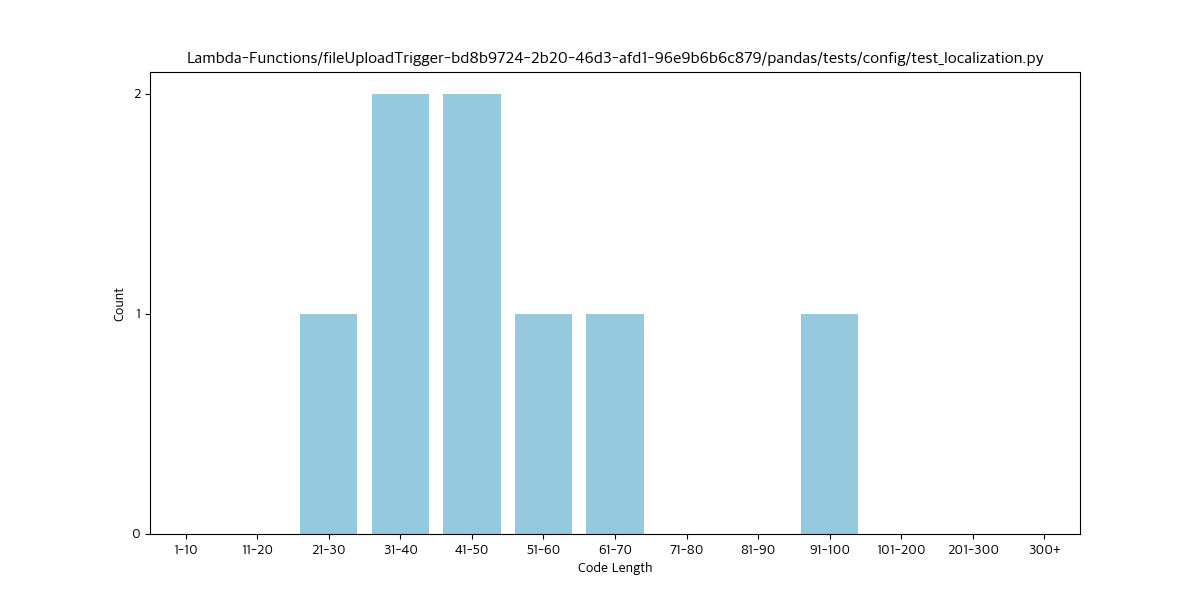 Lambda-Functions/fileUploadTrigger-bd8b9724-2b20-46d3-afd1-96e9b6b6c879/pandas/tests/config/test_localization.py
2
1
0
Count
1-10 11-20 21-30 31-40 41-50 51-60 61-70 71-80 81-90 91-100 101-200 201-300 300+
Code Length